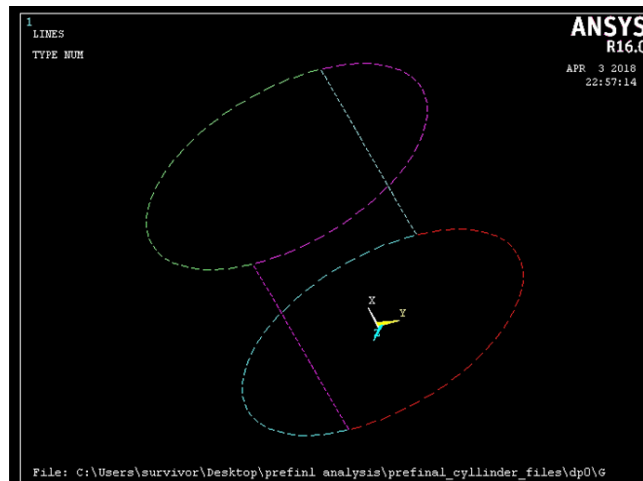 1
LINES
TYPE NUM
ANSYS
R16.0
APR 3 2018
22:57:14
X
Y
Z
File: C:\Users\survivor\Desktop\prefinl analysis\prefinal_cyllinder_files\dp0\G